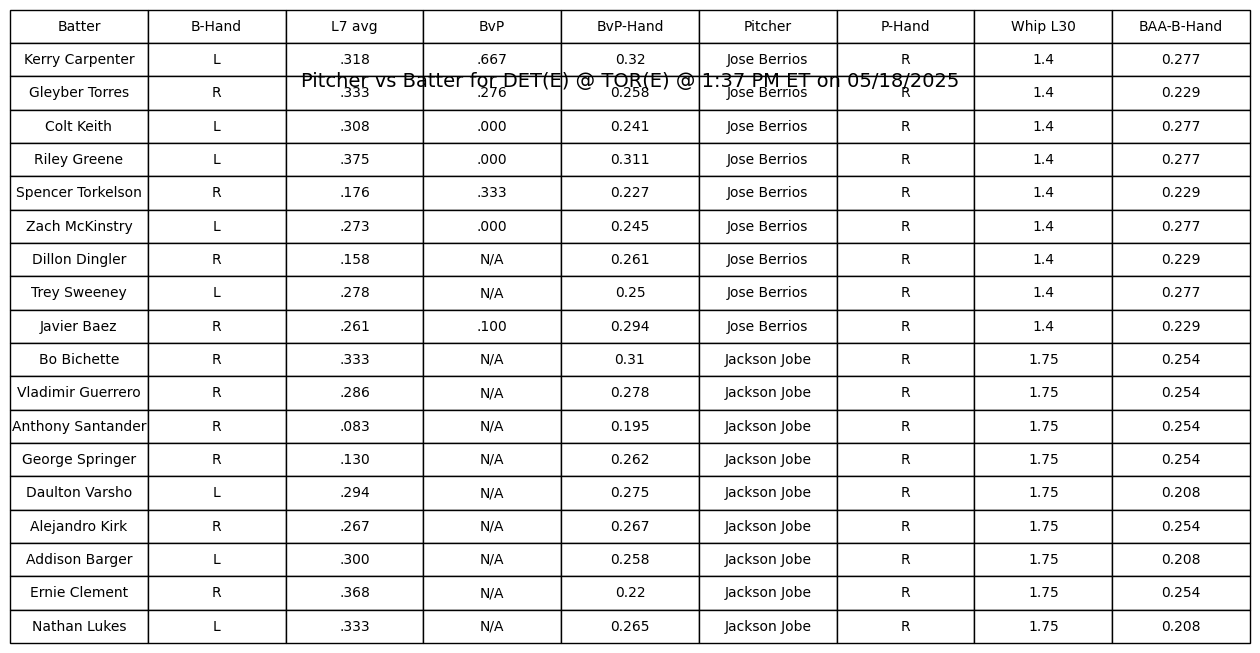 Batter B-Hand L7 avg BvP BvP-Hand Pitcher P-Hand Whip L30 BAA-B-Hand
Kerry Carpenter L .318 .667 0.32 Jose Berrios R 1.4 0.277
Pitcher vs Batter for DET(E) @ TOR(E) @ 1:37 PM ET on 05/18/2025
Gleyber Torres R .333 .276 0.258 Jose Berrios R 1.4 0.229
Colt Keith L .308 .000 0.241 Jose Berrios R 1.4 0.277
Riley Greene L .375 .000 0.311 Jose Berrios R 1.4 0.277
Spencer Torkelson R .176 .333 0.227 Jose Berrios R 1.4 0.229
Zach McKinstry L .273 .000 0.245 Jose Berrios R 1.4 0.277
Dillon Dingler R .158 N/A 0.261 Jose Berrios R 1.4 0.229
Trey Sweeney L .278 N/A 0.25 Jose Berrios R 1.4 0.277
Javier Baez R .261 .100 0.294 Jose Berrios R 1.4 0.229
Bo Bichette R .333 N/A 0.31 Jackson Jobe R 1.75 0.254
Vladimir Guerrero R .286 N/A 0.278 Jackson Jobe R 1.75 0.254
Anthony Santander R .083 N/A 0.195 Jackson Jobe R 1.75 0.254
George Springer R .130 N/A 0.262 Jackson Jobe R 1.75 0.254
Daulton Varsho L .294 N/A 0.275 Jackson Jobe R 1.75 0.208
Alejandro Kirk R .267 N/A 0.267 Jackson Jobe R 1.75 0.254
Addison Barger L .300 N/A 0.258 Jackson Jobe R 1.75 0.208
Ernie Clement R .368 N/A 0.22 Jackson Jobe R 1.75 0.254
Nathan Lukes L .333 N/A 0.265 Jackson Jobe R 1.75 0.208